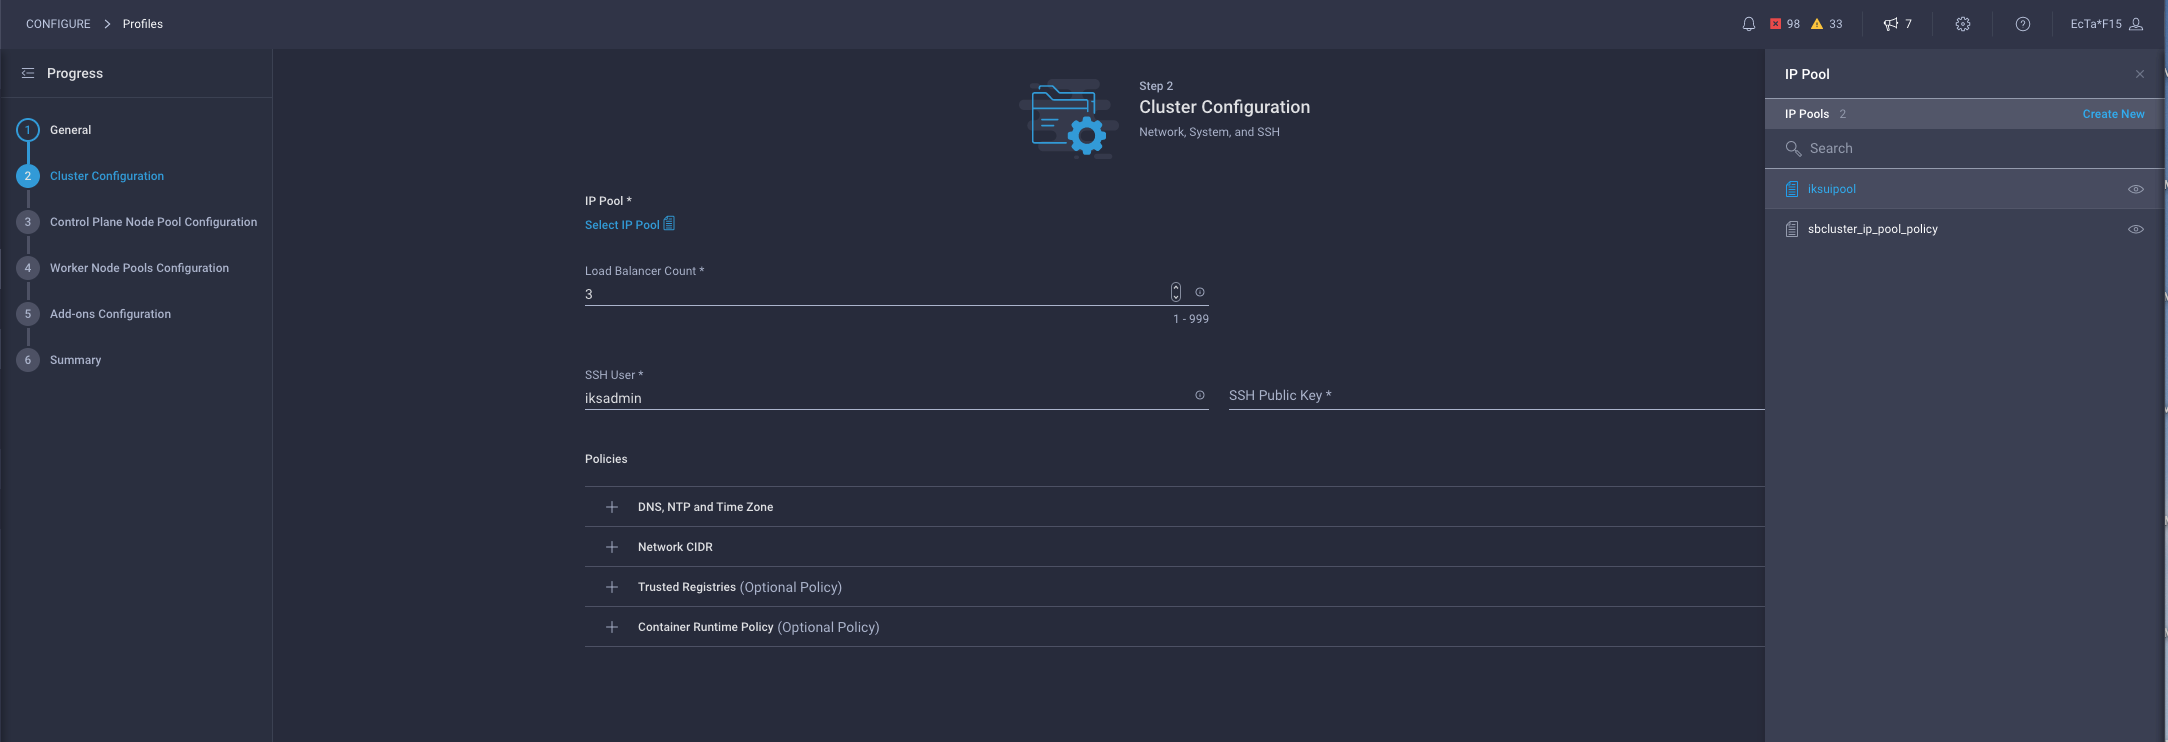 CONFIGURE > Profiles
98 33 7 EcTa*F15
Progress
1 General
2 Cluster Configuration
3 Control Plane Node Pool Configuration
4 Worker Node Pools Configuration
5 Add-ons Configuration
6 Summary
Step 2
Cluster Configuration
Network, System, and SSH
IP Pool *
Select IP Pool
Load Balancer Count *
3
1 - 999
SSH User *
iksadmin
SSH Public Key *
Policies
DNS, NTP and Time Zone
Network CIDR
Trusted Registries (Optional Policy)
Container Runtime Policy (Optional Policy)
IP Pool
IP Pools 2 Create New
Search
iksuipool
sbcluster_ip_pool_policy